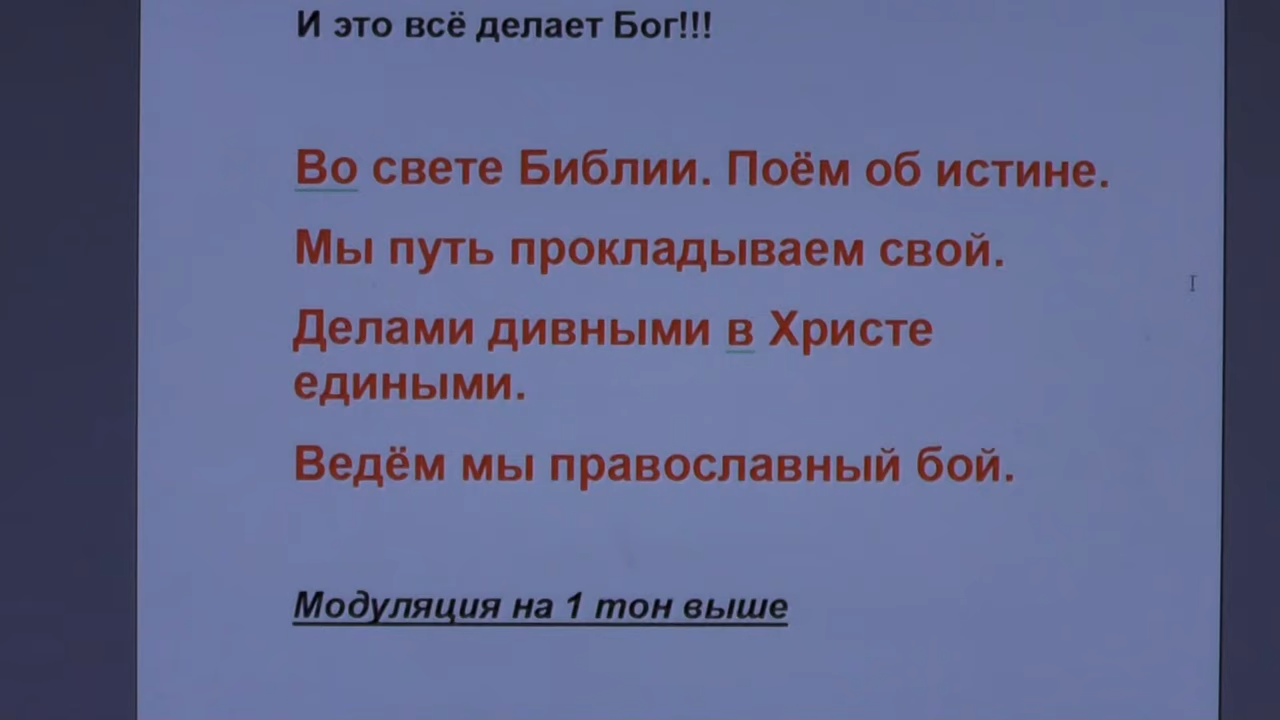 И это всё делает Бог!!!
Во свете Библии. Поём об истине.
Мы путь прокладываем свой.
Делами дивными в Христе
едиными.
Ведём мы православный бой.
Модуляция на 1 тон выше